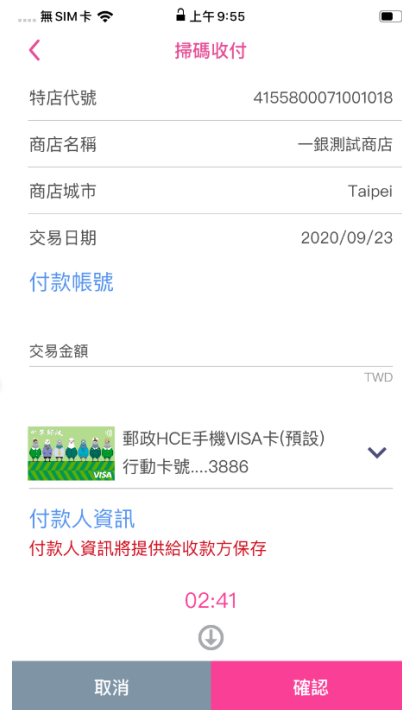 無SIM卡 上午9:55
掃碼收付
特店代號 4155800071001018
商店名稱 一銀測試商店
商店城市 Taipei
交易日期 2020/09/23
付款帳號
交易金額
TWD
郵政HCE手機VISA卡(預設)
行動卡號....3886
VISA
付款人資訊
付款人資訊將提供給收款方保存
02:41
取消 確認